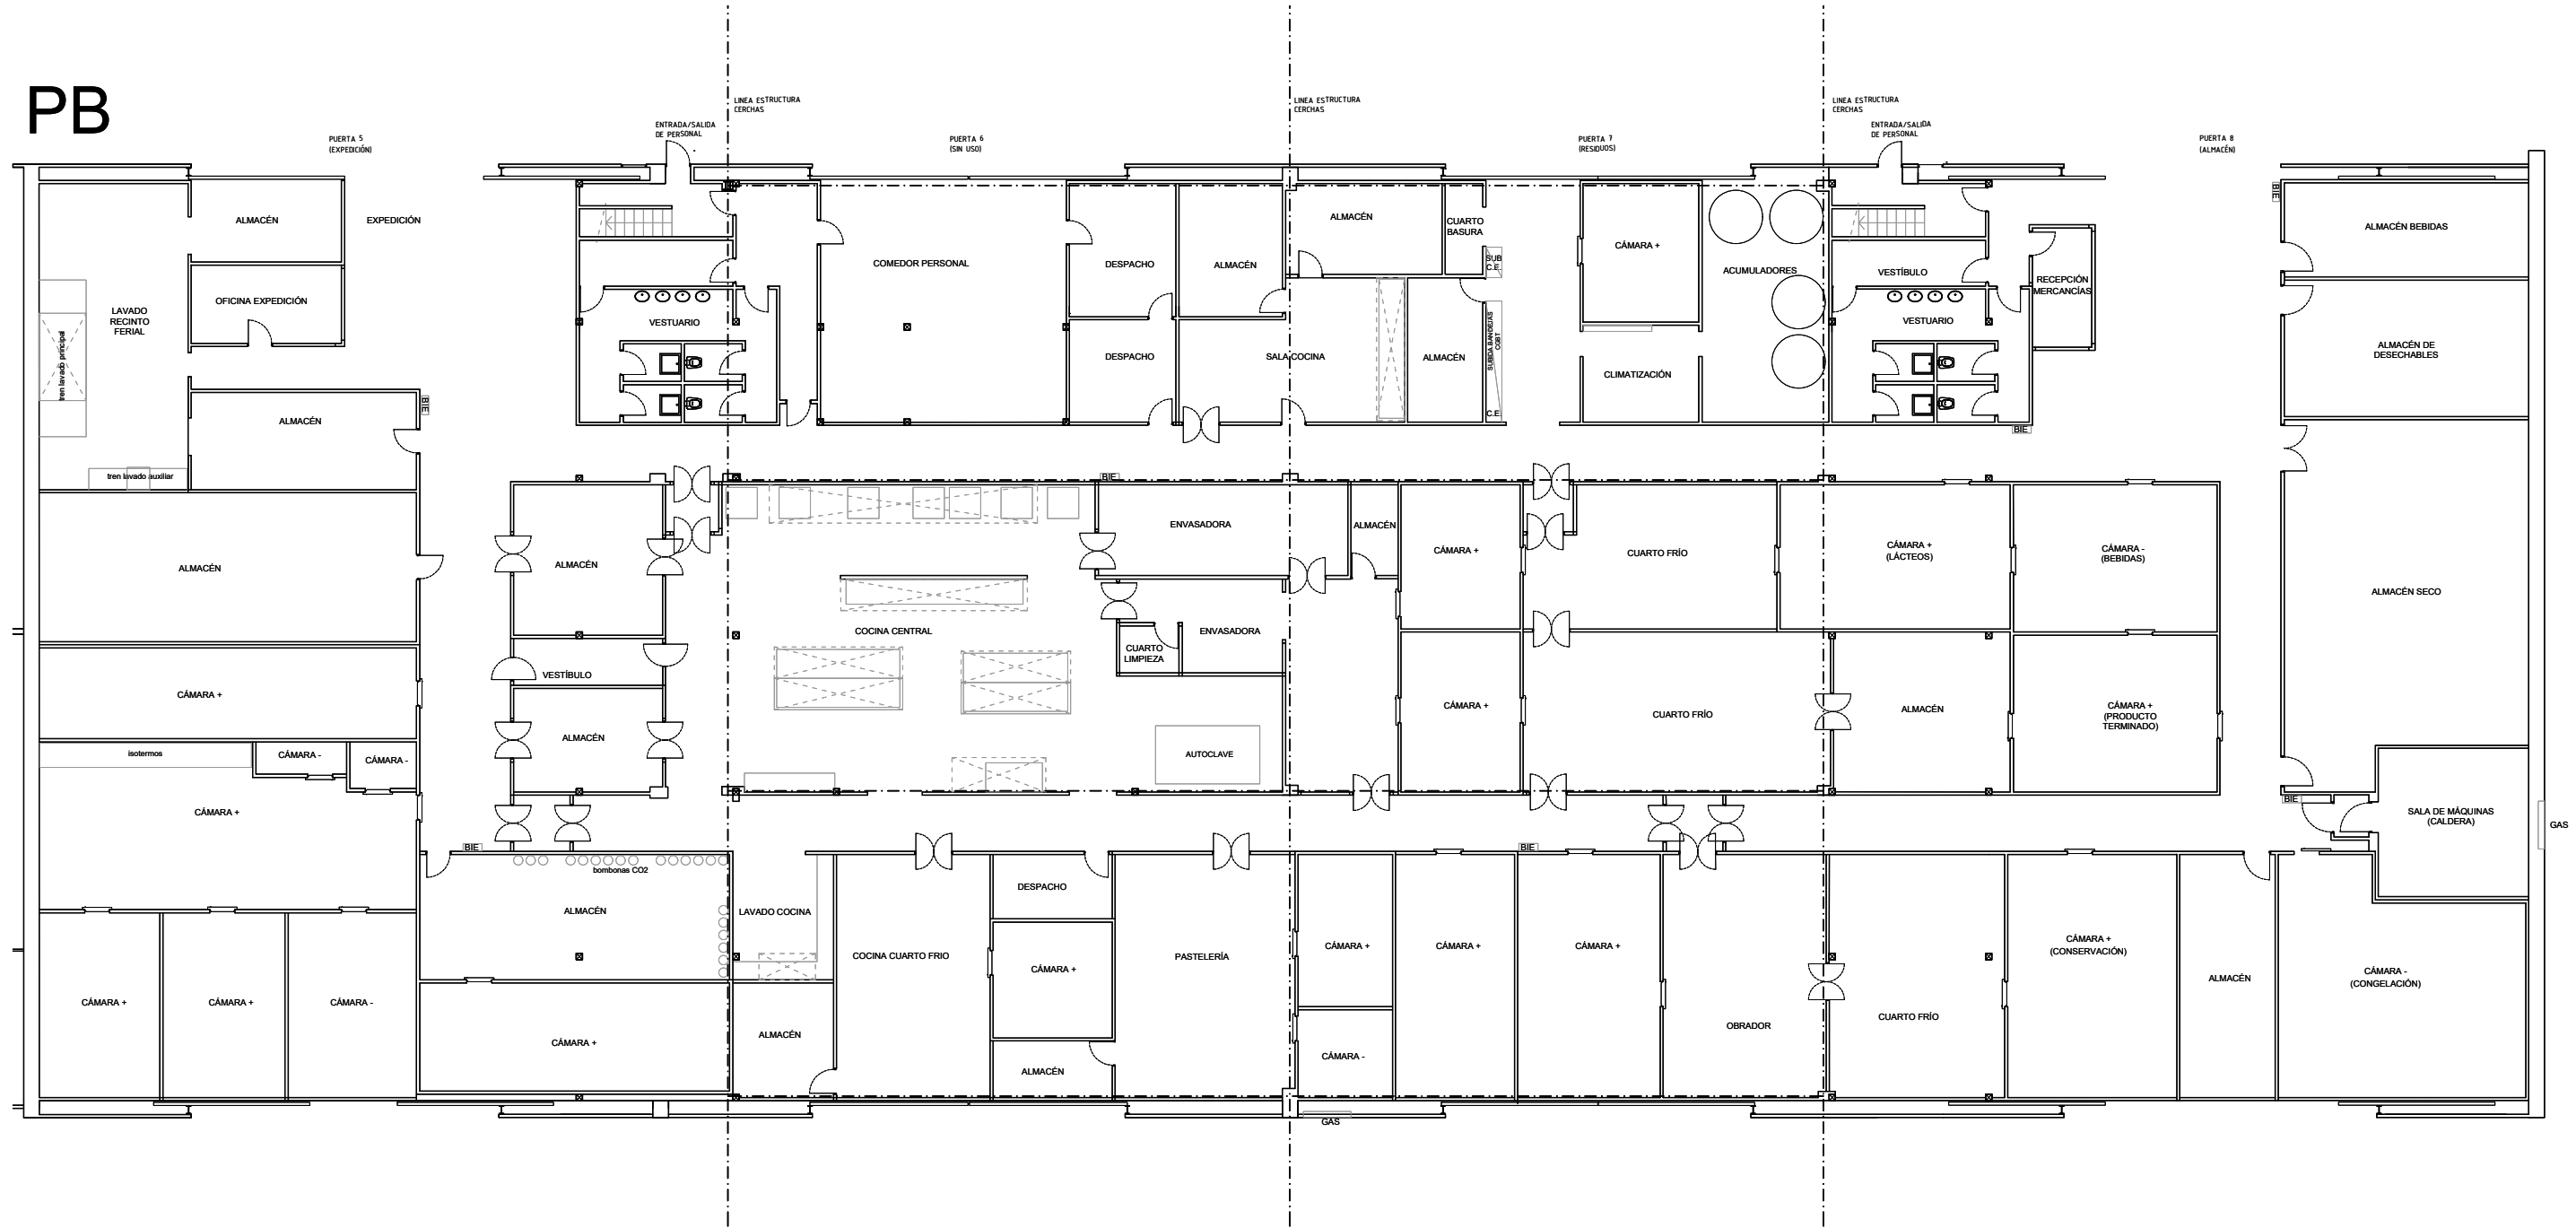 PB
LINEA ESTRUCTURA
CERCHAS
LINEA ESTRUCTURA
CERCHAS
LINEA ESTRUCTURA
CERCHAS
PUERTA 5
(EXPEDICIÓN)
ENTRADA/SALIDA
DE PERSONAL
PUERTA 6
(SIN USO)
PUERTA 7
(RESIDUOS)
ENTRADA/SALIDA
DE PERSONAL
PUERTA 8
(ALMACÉN)
ALMACÉN
EXPEDICIÓN
OFICINA EXPEDICIÓN
LAVADO
RECINTO
FERIAL
tren lavado principal
ALMACÉN
BIE
tren lavado auxiliar
VESTUARIO
COMEDOR PERSONAL
DESPACHO
DESPACHO
ALMACÉN
SALA COCINA
ALMACÉN
CUARTO
BASURA
SUB
C.E.
ALMACÉN
SUBIDA BANDEJAS
CGBT
C.E.
CÁMARA +
CLIMATIZACIÓN
ACUMULADORES
VESTÍBULO
VESTUARIO
RECEPCIÓN
MERCANCÍAS
BIE
BIE
ALMACÉN BEBIDAS
ALMACÉN DE
DESECHABLES
ALMACÉN
ALMACÉN
VESTÍBULO
ALMACÉN
BIE
COCINA CENTRAL
ENVASADORA
ALMACÉN
ENVASADORA
CUARTO
LIMPIEZA
AUTOCLAVE
CÁMARA +
CÁMARA +
CUARTO FRÍO
CUARTO FRÍO
CÁMARA +
(LÁCTEOS)
CÁMARA -
(BEBIDAS)
ALMACÉN
CÁMARA +
(PRODUCTO
TERMINADO)
ALMACÉN SECO
CÁMARA +
isotermos
CÁMARA -
CÁMARA -
CÁMARA +
BIE
SALA DE MÁQUINAS
(CALDERA)
GAS
BIE
bombonas CO2
ALMACÉN
LAVADO COCINA
COCINA CUARTO FRIO
DESPACHO
CÁMARA +
ALMACÉN
PASTELERÍA
BIE
CÁMARA +
CÁMARA -
CÁMARA +
CÁMARA +
OBRADOR
CUARTO FRÍO
CÁMARA +
(CONSERVACIÓN)
ALMACÉN
CÁMARA -
(CONGELACIÓN)
CÁMARA +
CÁMARA +
CÁMARA -
CÁMARA +
ALMACÉN
GAS